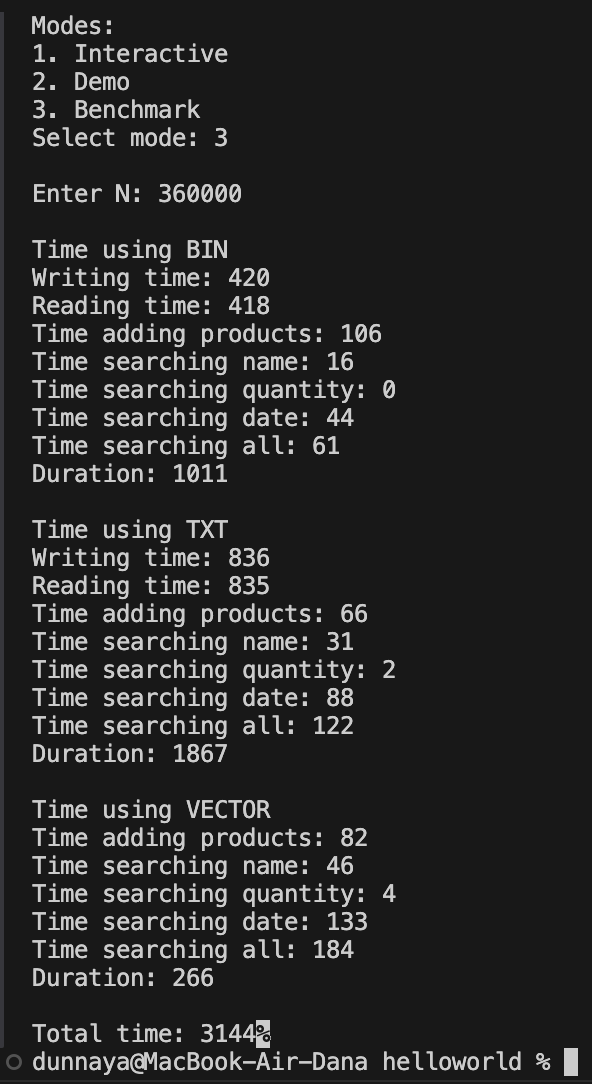 Modes:
1. Interactive
2. Demo
3. Benchmark
Select mode: 3
Enter N: 360000
Time using BIN
Writing time: 420
Reading time: 418
Time adding products: 106
Time searching name: 16
Time searching quantity: 0
Time searching date: 44
Time searching all: 61
Duration: 1011
Time using TXT
Writing time: 836
Reading time: 835
Time adding products: 66
Time searching name: 31
Time searching quantity: 2
Time searching date: 88
Time searching all: 122
Duration: 1867
Time using VECTOR
Time adding products: 82
Time searching name: 46
Time searching quantity: 4
Time searching date: 133
Time searching all: 184
Duration: 266
Total time: 3144%
dunnaya@MacBook-Air-Dana helloworld %